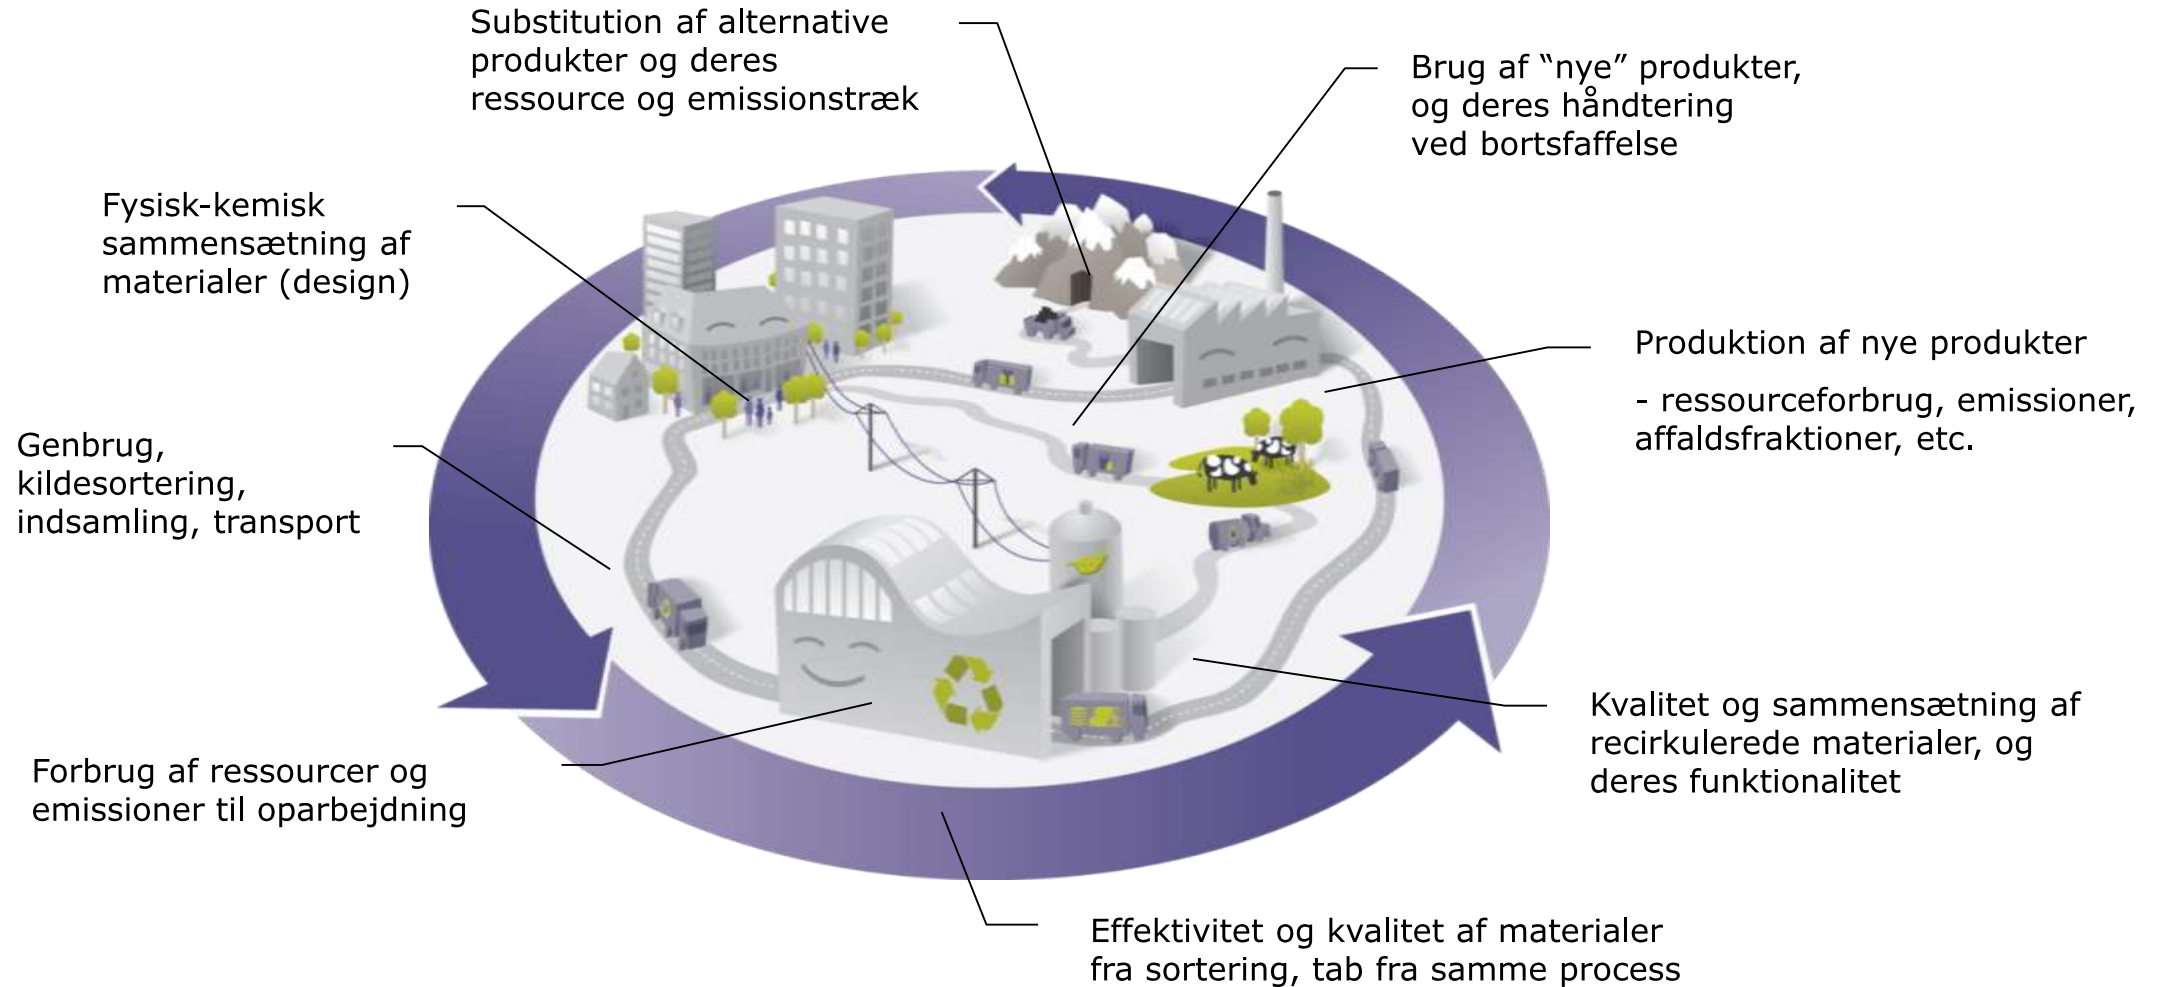 Substitution af alternative
produkter og deres
ressource og emissionstræk
Brug af “nye” produkter,
og deres håndtering
ved bortsfaffelse
Fysisk-kemisk
sammensætning af
materialer (design)
Produktion af nye produkter
- ressourceforbrug, emissioner,
affaldsfraktioner, etc.
Genbrug,
kildesortering,
indsamling, transport
Kvalitet og sammensætning af
recirkulerede materialer, og
deres funktionalitet
Forbrug af ressourcer og
emissioner til oparbejdning
Effektivitet og kvalitet af materialer
fra sortering, tab fra samme process